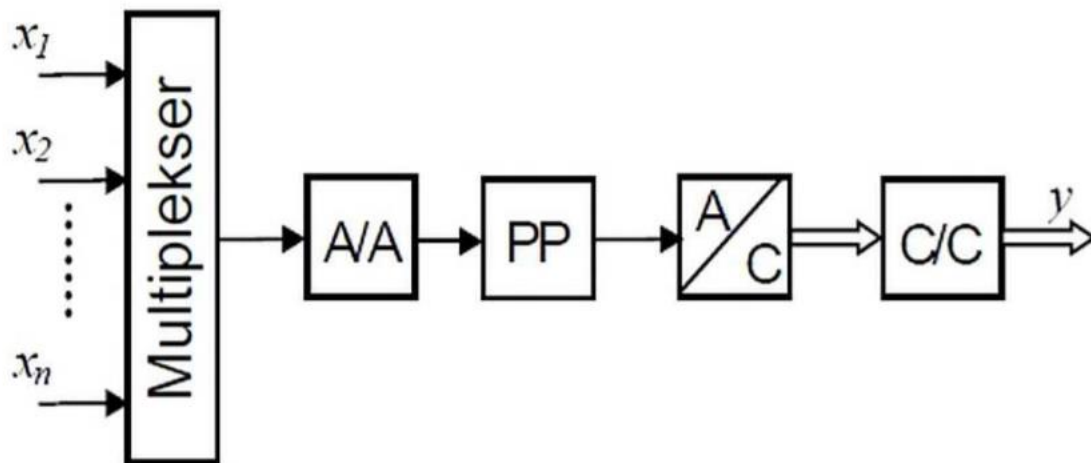 x1
x2
xn
Multiplekser
A/A
PP
A
C
C/C
y